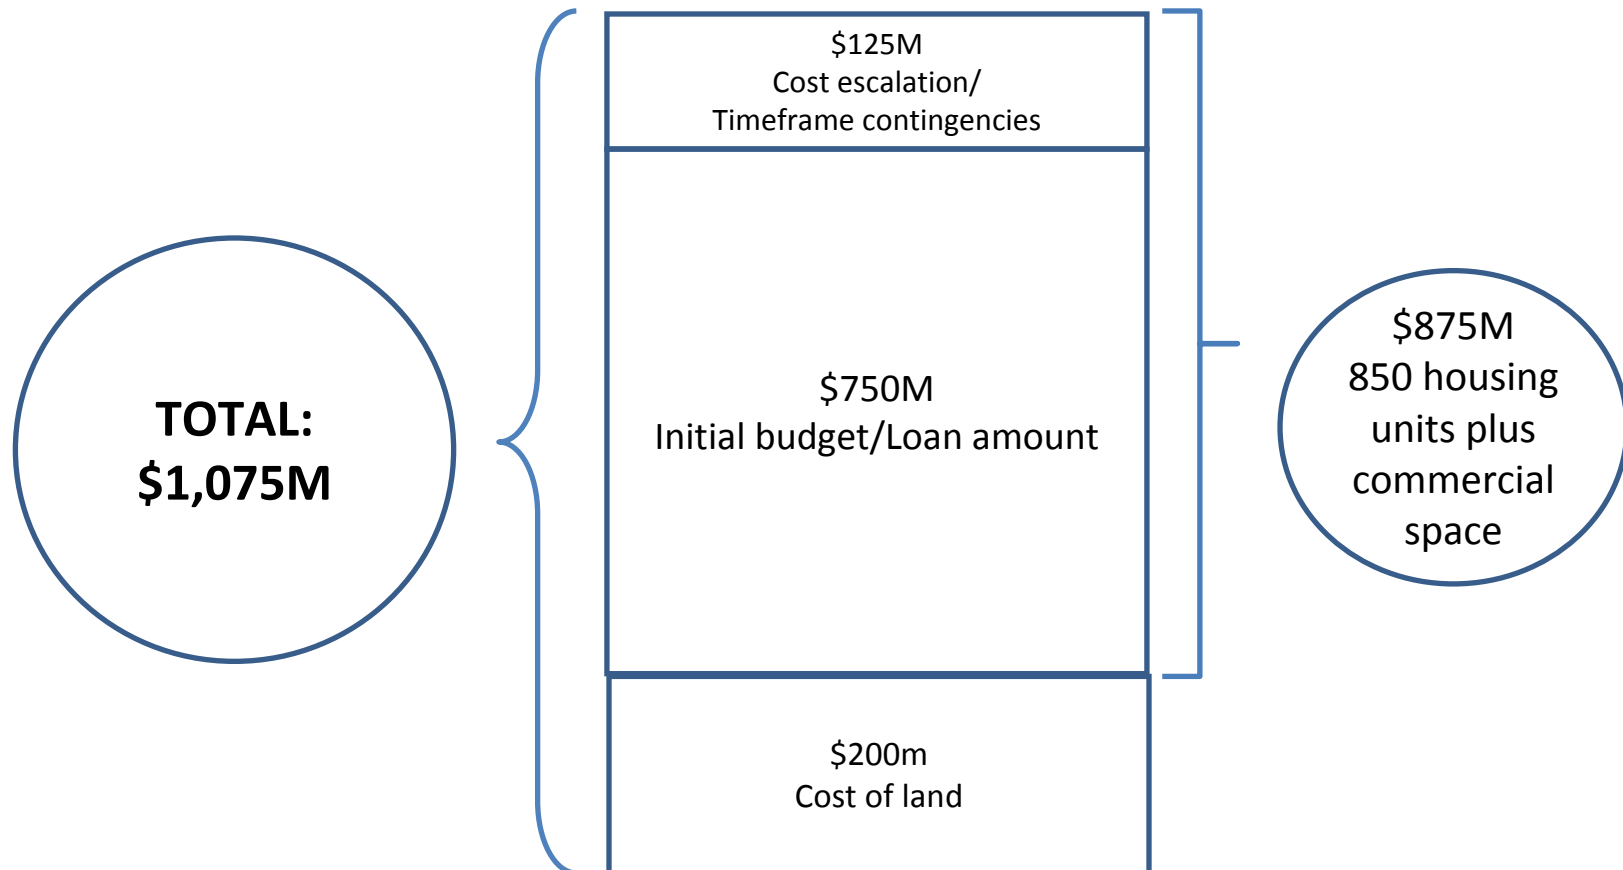 TOTAL:
$1,075M
$125M
Cost escalation/
Timeframe contingencies
$750M
Initial budget/Loan amount
$200m
Cost of land
$875M
850 housing
units plus
commercial
space